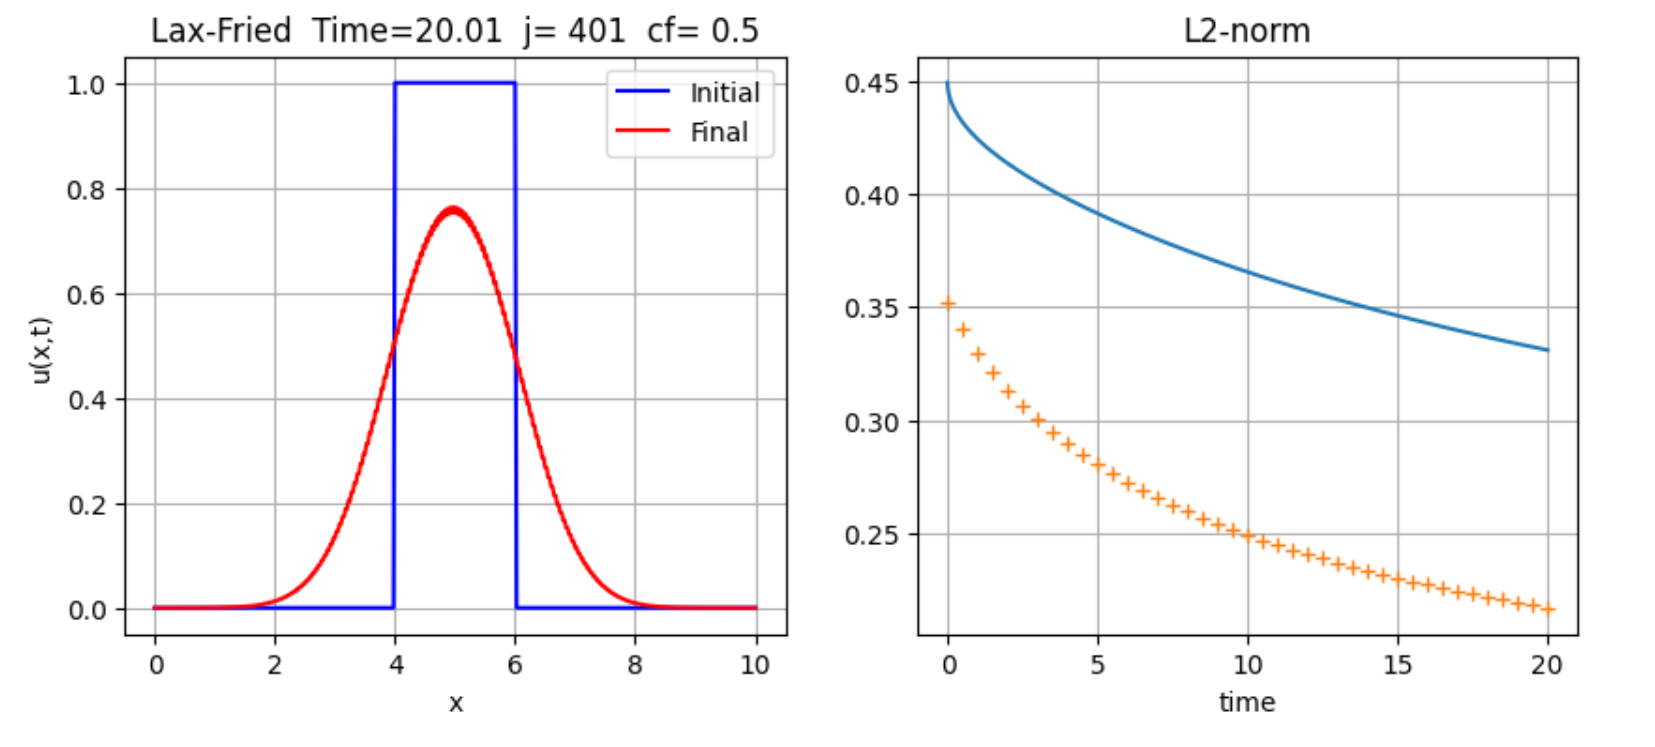 Lax-Fried  Time=20.01  j= 401  cf= 0.5
Initial
Final
1.0
0.8
0.6
0.4
0.2
0.0
u(x,t)
0 2 4 6 8 10
x
L2-norm
0.45
0.40
0.35
0.30
0.25
0 5 10 15 20
time